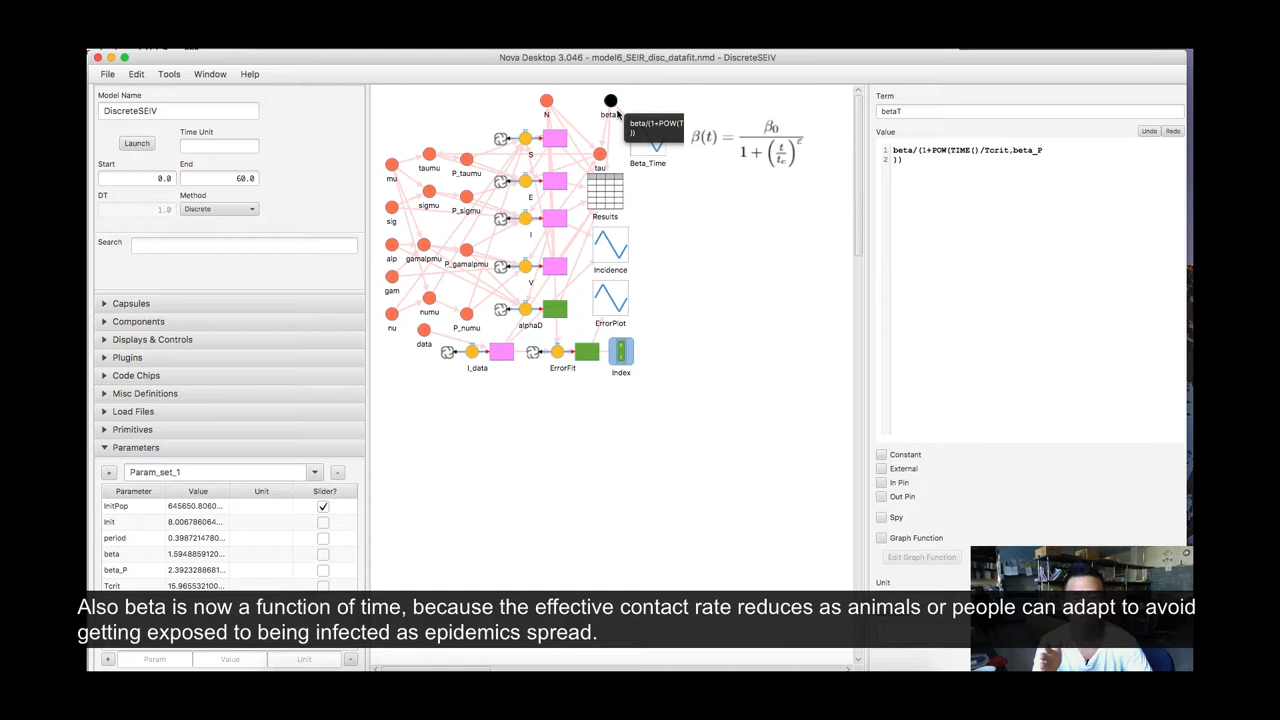 Nova Desktop 3.046 - model6_SEIR_disc_datafit.nmd - DiscreteSEIV
File Edit Tools Window Help
Model Name
DiscreteSEIV
Launch
Time Unit
Start End
0.0 60.0
DT Method
1.0 Discrete
Search
Capsules
Components
Displays & Controls
Plugins
Code Chips
Misc Definitions
Load Files
Primitives
Parameters
+ Param_set_1 -
Parameter Value Unit Slider?
InitPop 645650.8060...
Init 8.006786064...
period 0.3987214780...
beta 1.5948859120...
beta_P 2.3923288681...
Tcrit 15.965532100...
+ Param Value Unit -
N
S
E
I
V
mu
sig
alp
gam
nu
taumu
sigmu
gamalpmu
numu
data
P_taumu
P_sigmu
P_gamalpmu
P_numu
alphaD
I_data
ErrorFit
Index
tau
Results
Incidence
ErrorPlot
Beta_Time
beta/(1+POW(T
))
β(t) = β0 / 1 + (t/tc)^ε
Term
betaT
Value
Undo Redo
1 beta/(1+POW(TIME()/Tcrit,beta_P
2 ))
Constant
External
In Pin
Out Pin
Spy
Graph Function
Edit Graph Function
Unit
Also beta is now a function of time, because the effective contact rate reduces as animals or people can adapt to avoid
getting exposed to being infected as epidemics spread.